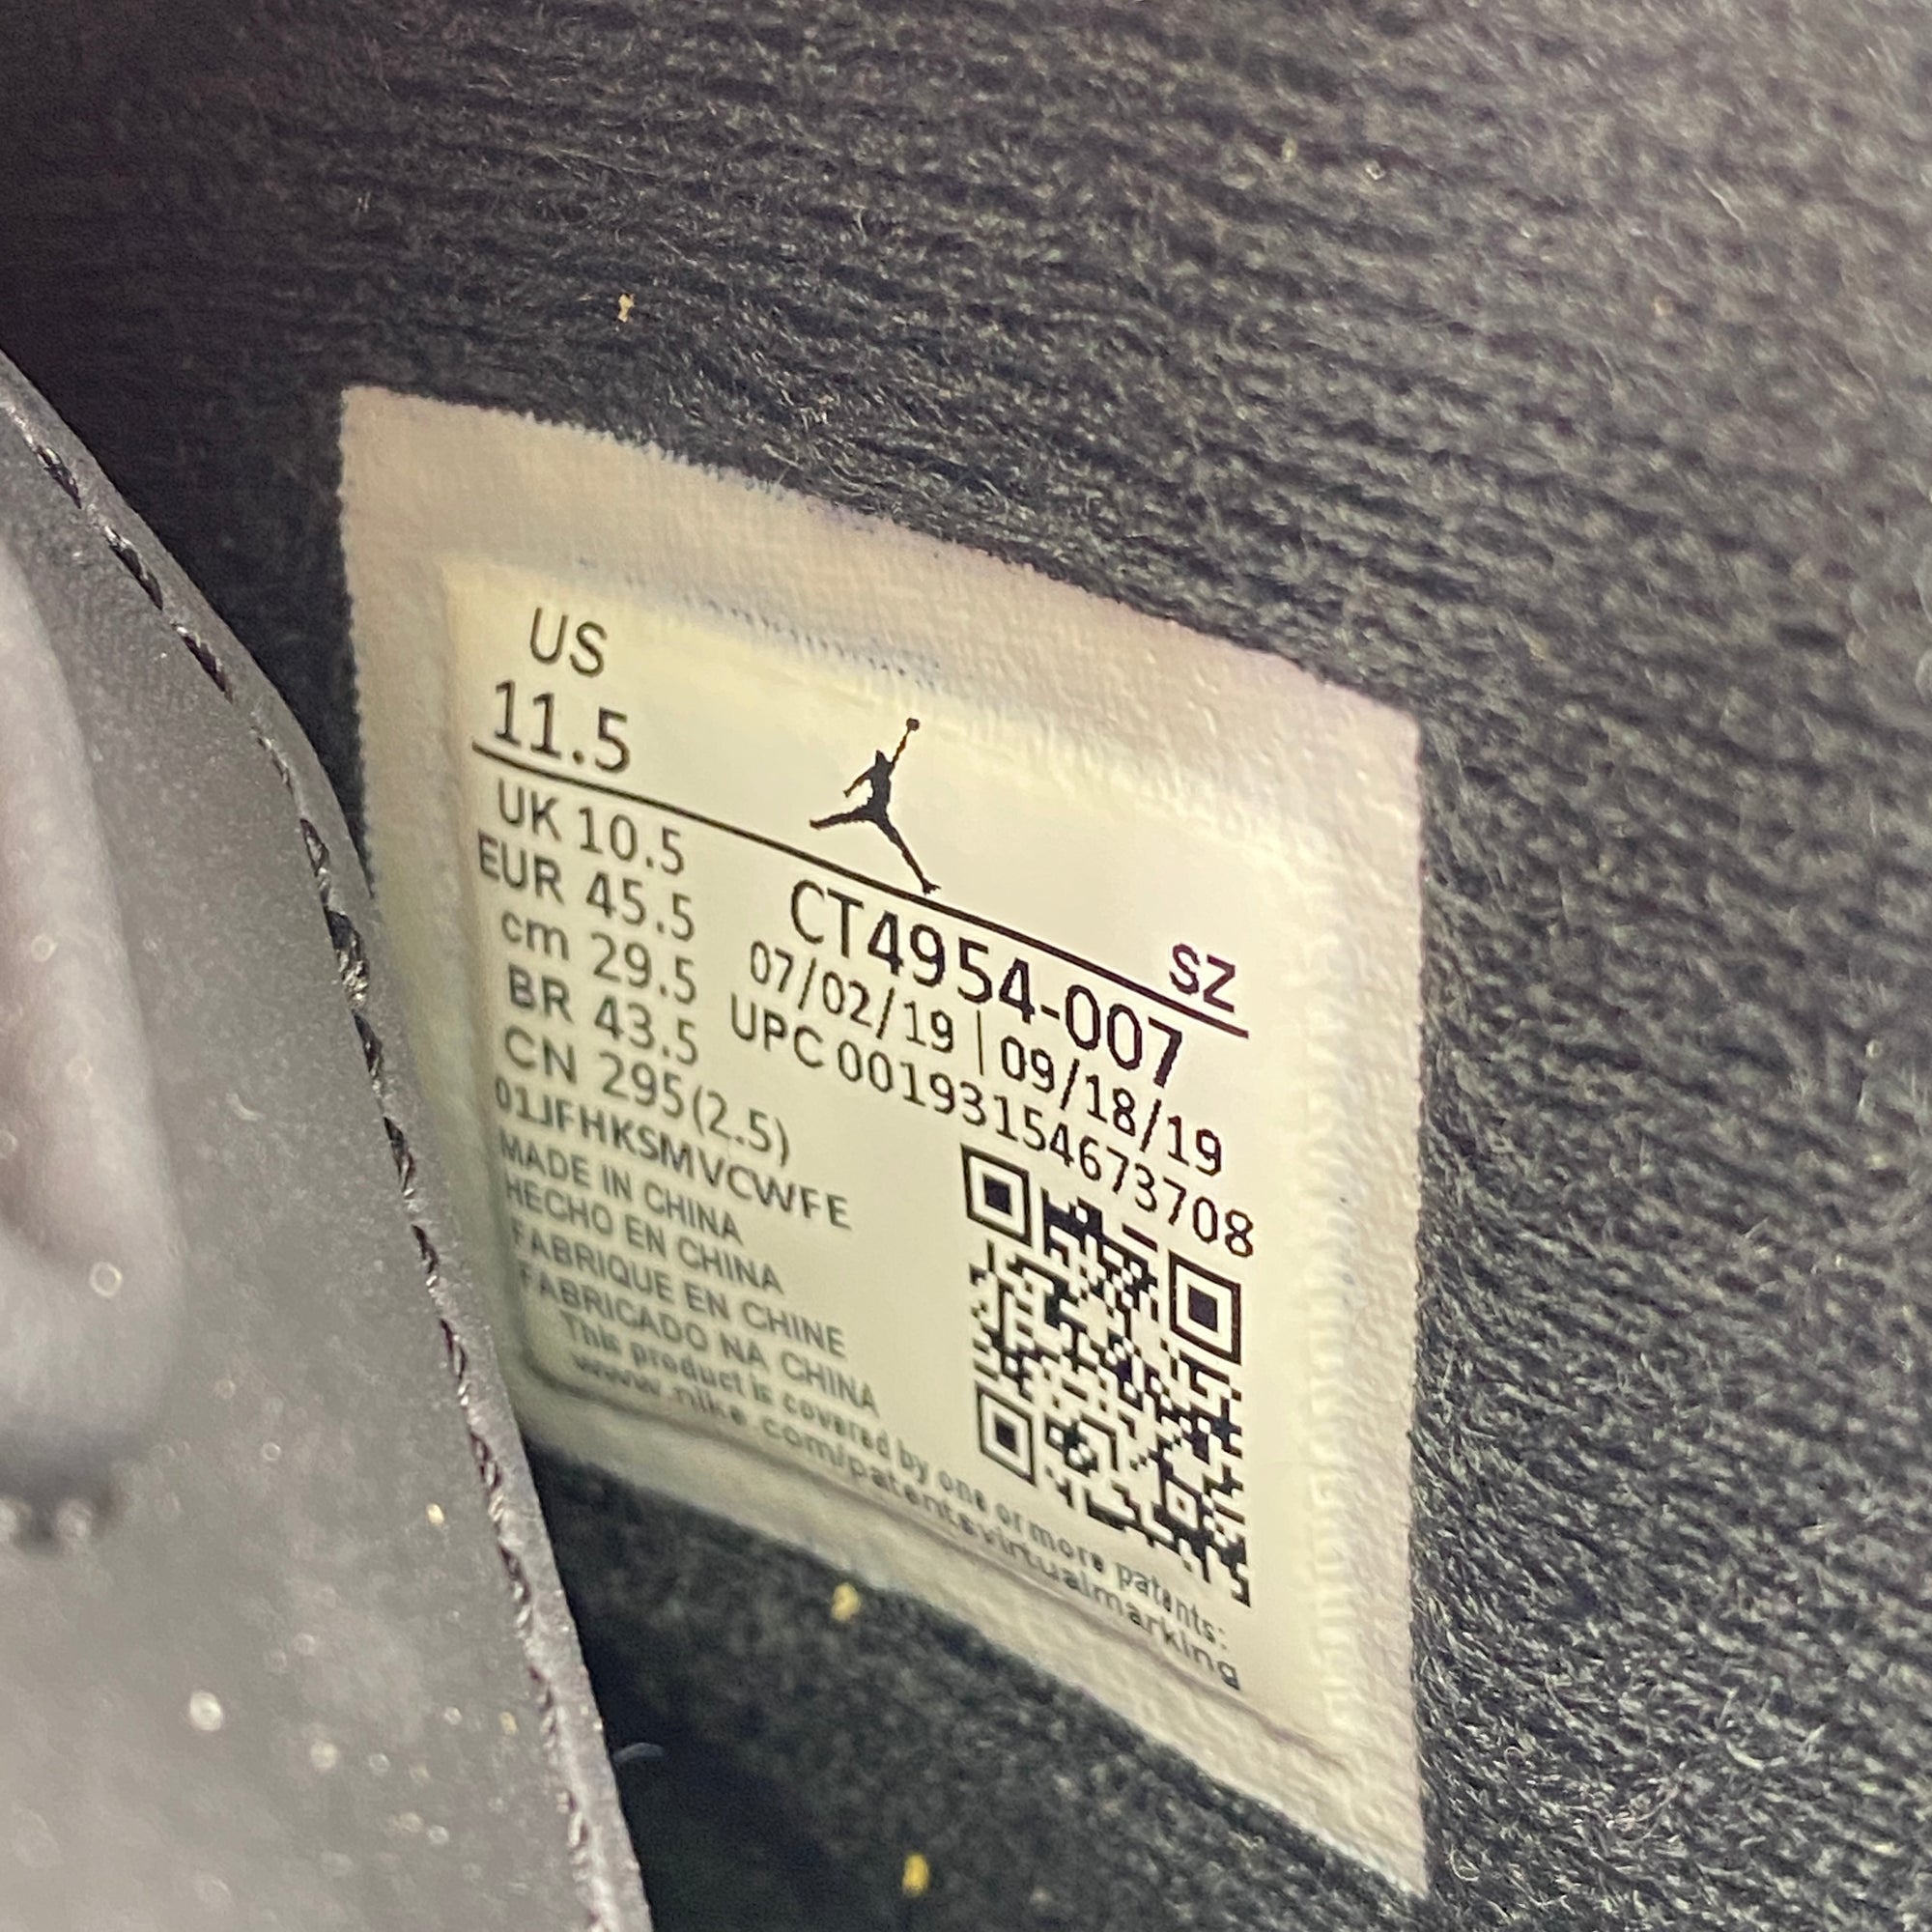 US
11.5
SZ
UK 10.5
EUR 45.5
cm 29.5
BR 43.5
CN 295(2.5)
CT4954-007
07/02/19 | 09/18/19
UPC 00193154673708
01JFHKSMVCWFE
MADE IN CHINA
HECHO EN CHINA
FABRIQUE EN CHINE
FABRICADO NA CHINA
This product is covered by one or more patents:
www.nike.com/patentsvirtualmarking